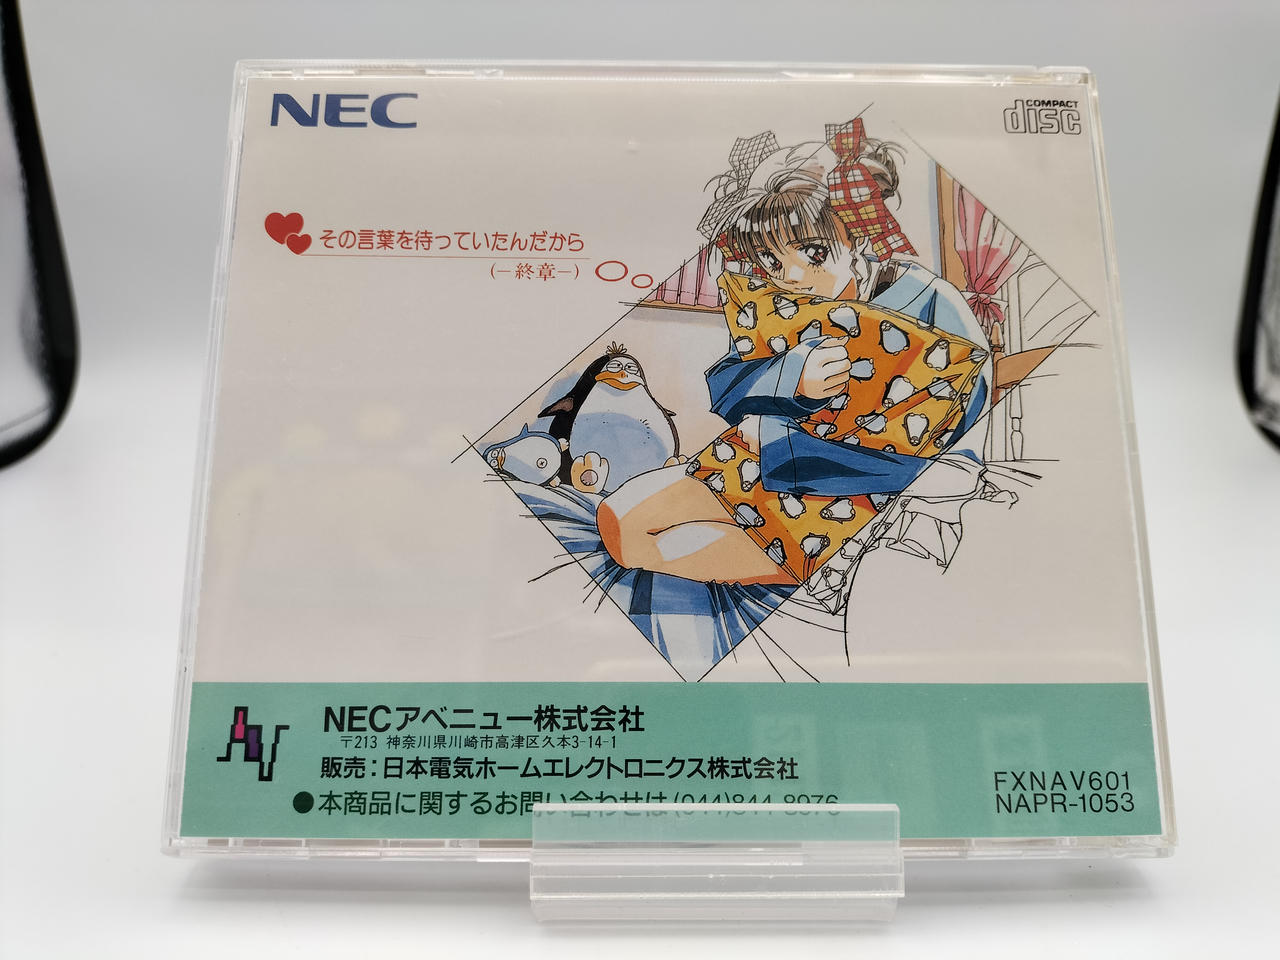 NEC
COMPACT
disc
その言葉を待っていたんだから
(－終章－)
NECアベニュー株式会社
〒213 神奈川県川崎市高津区久本3-14-1
販売：日本電気ホームエレクトロニクス株式会社
●本商品に関するお問い合わせは(044)844-8976
FXNAV601
NAPR-1053